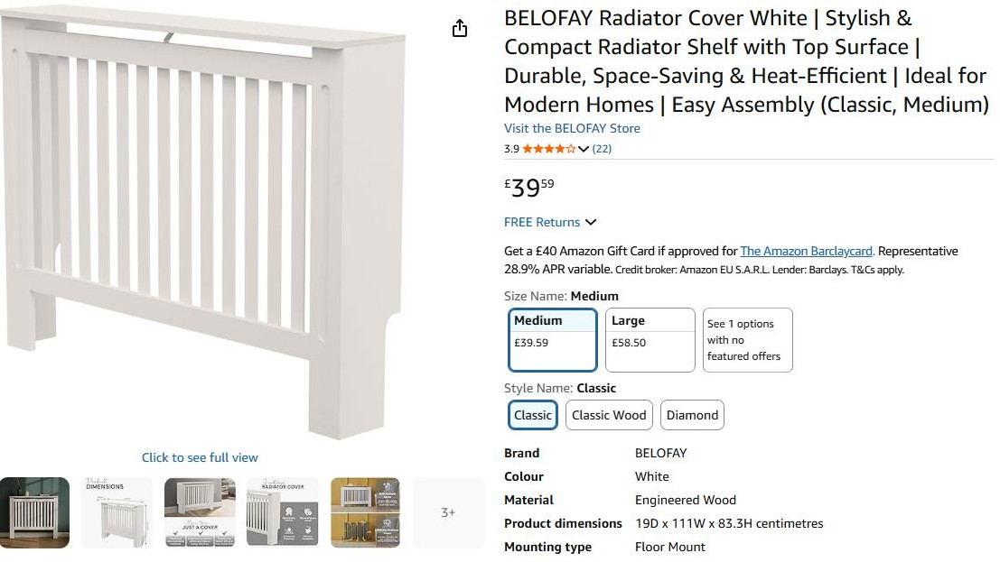 BELOFAY Radiator Cover White | Stylish &
Compact Radiator Shelf with Top Surface |
Durable, Space-Saving & Heat-Efficient | Ideal for
Modern Homes | Easy Assembly (Classic, Medium)
Visit the BELOFAY Store
3.9 (22)
£39 59
FREE Returns
Get a £40 Amazon Gift Card if approved for The Amazon Barclaycard. Representative
28.9% APR variable. Credit broker: Amazon EU S.A.R.L. Lender: Barclays. T&Cs apply.
Size Name: Medium
Medium
£39.59
Large
£58.50
See 1 options
with no
featured offers
Style Name: Classic
Classic
Classic Wood
Diamond
Brand BELOFAY
Colour White
Material Engineered Wood
Product dimensions 19D x 111W x 83.3H centimetres
Mounting type Floor Mount
Click to see full view
DIMENSIONS
JUST A COVER
RADIATOR COVER
3+